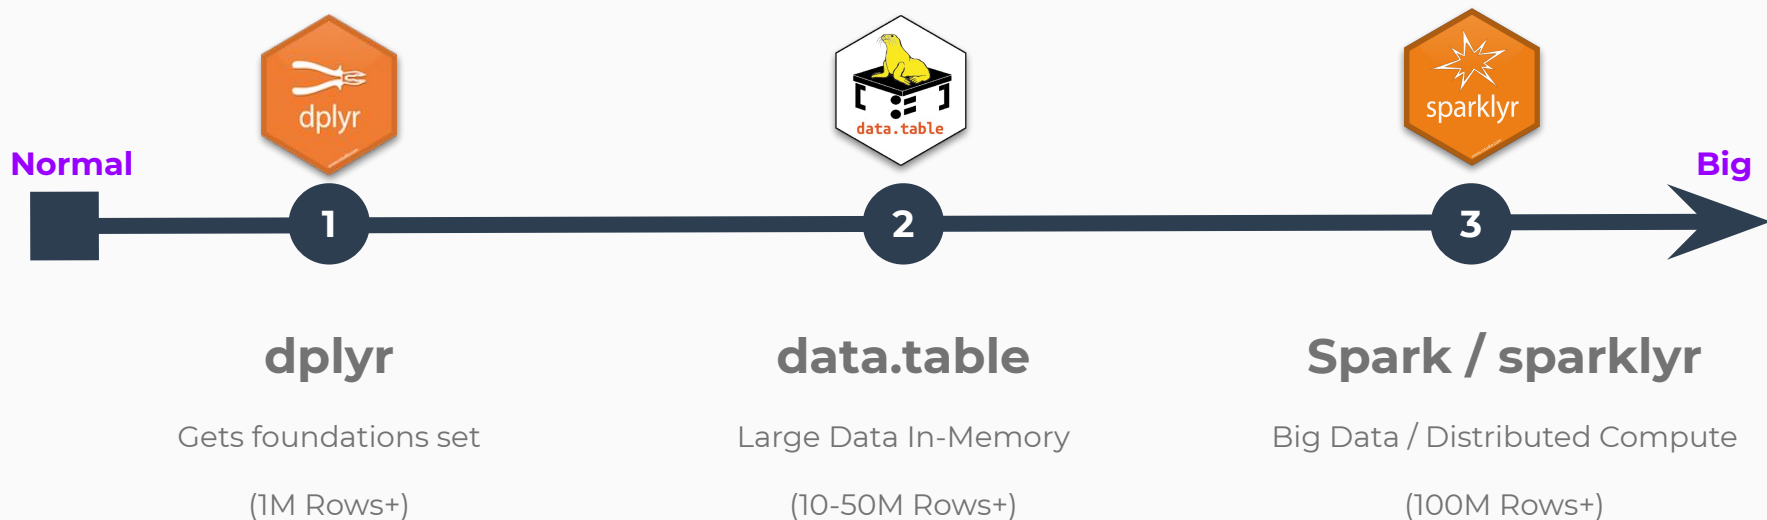 dplyr
data.table
sparklyr
Normal
Big
1
2
3
dplyr
data.table
Spark / sparklyr
Gets foundations set
Large Data In-Memory
Big Data / Distributed Compute
(1M Rows+)
(10-50M Rows+)
(100M Rows+)